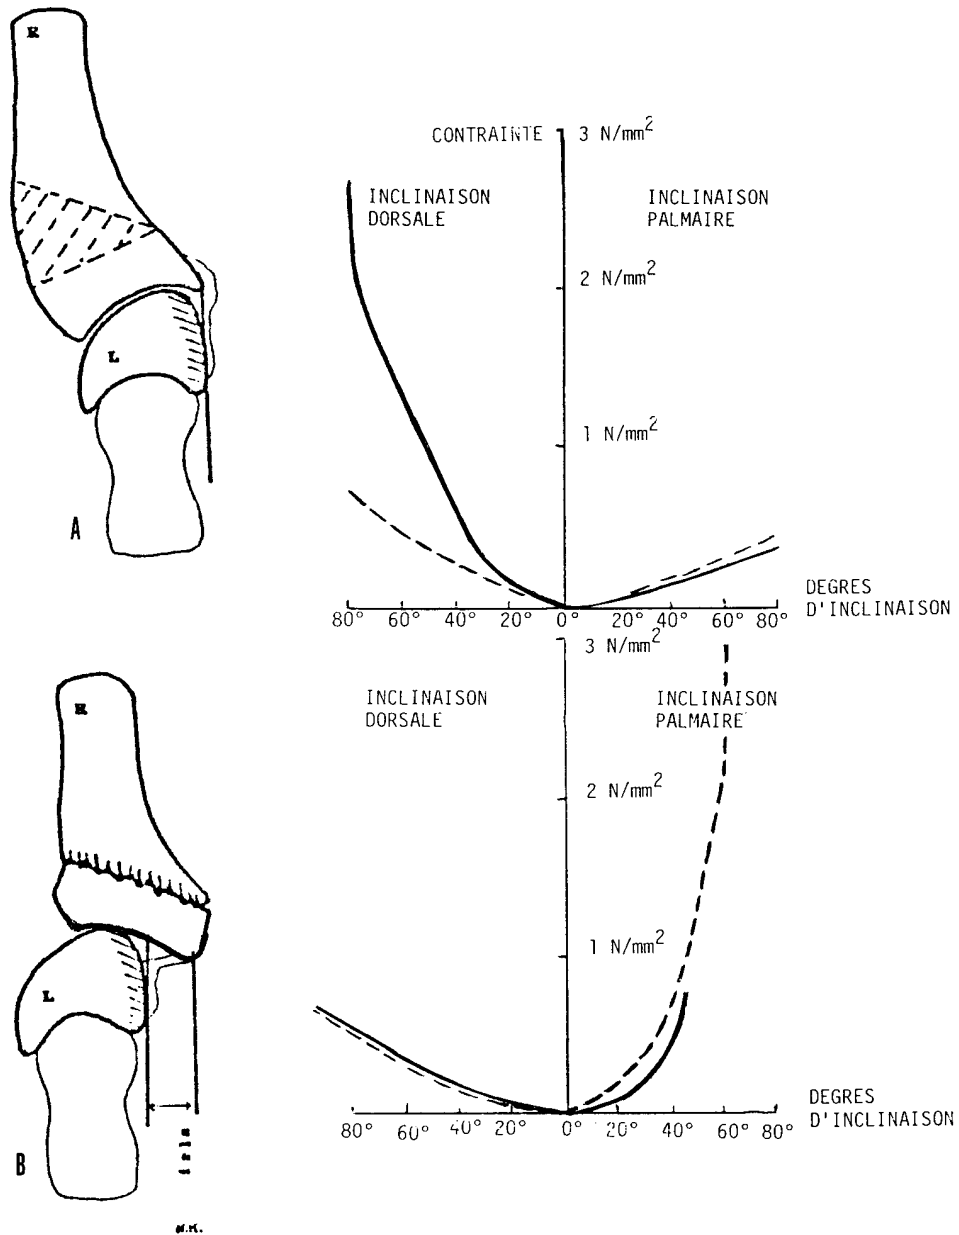 R
L
A
CONTRAINTE 3 N/mm²
INCLINAISON
DORSALE
INCLINAISON
PALMAIRE
2 N/mm²
1 N/mm²
DEGRES
D'INCLINAISON
80° 60° 40° 20° 0° 20° 40° 60° 80°
R
L
B
N.K.
3 N/mm²
INCLINAISON
DORSALE
INCLINAISON
PALMAIRE
2 N/mm²
1 N/mm²
DEGRES
D'INCLINAISON
80° 60° 40° 20° 0° 20° 40° 60° 80°